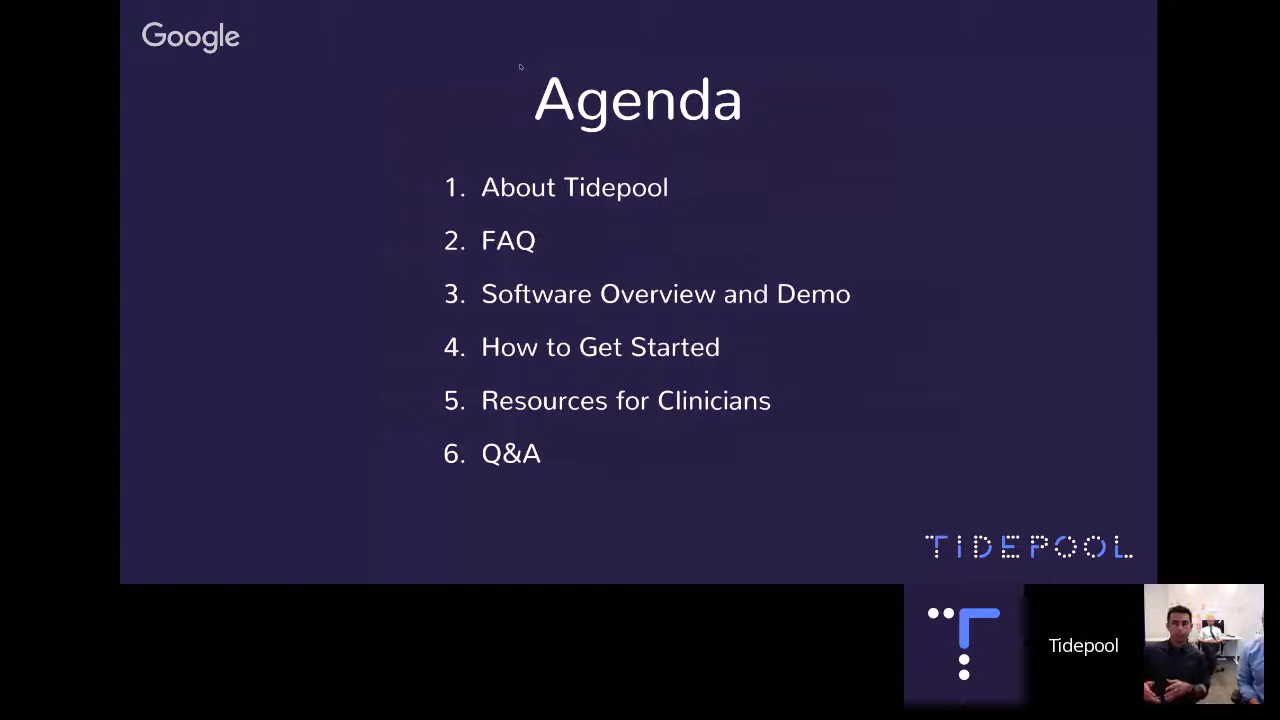 Google
Agenda
1. About Tidepool
2. FAQ
3. Software Overview and Demo
4. How to Get Started
5. Resources for Clinicians
6. Q&A
TIDEPOOL
T
Tidepool